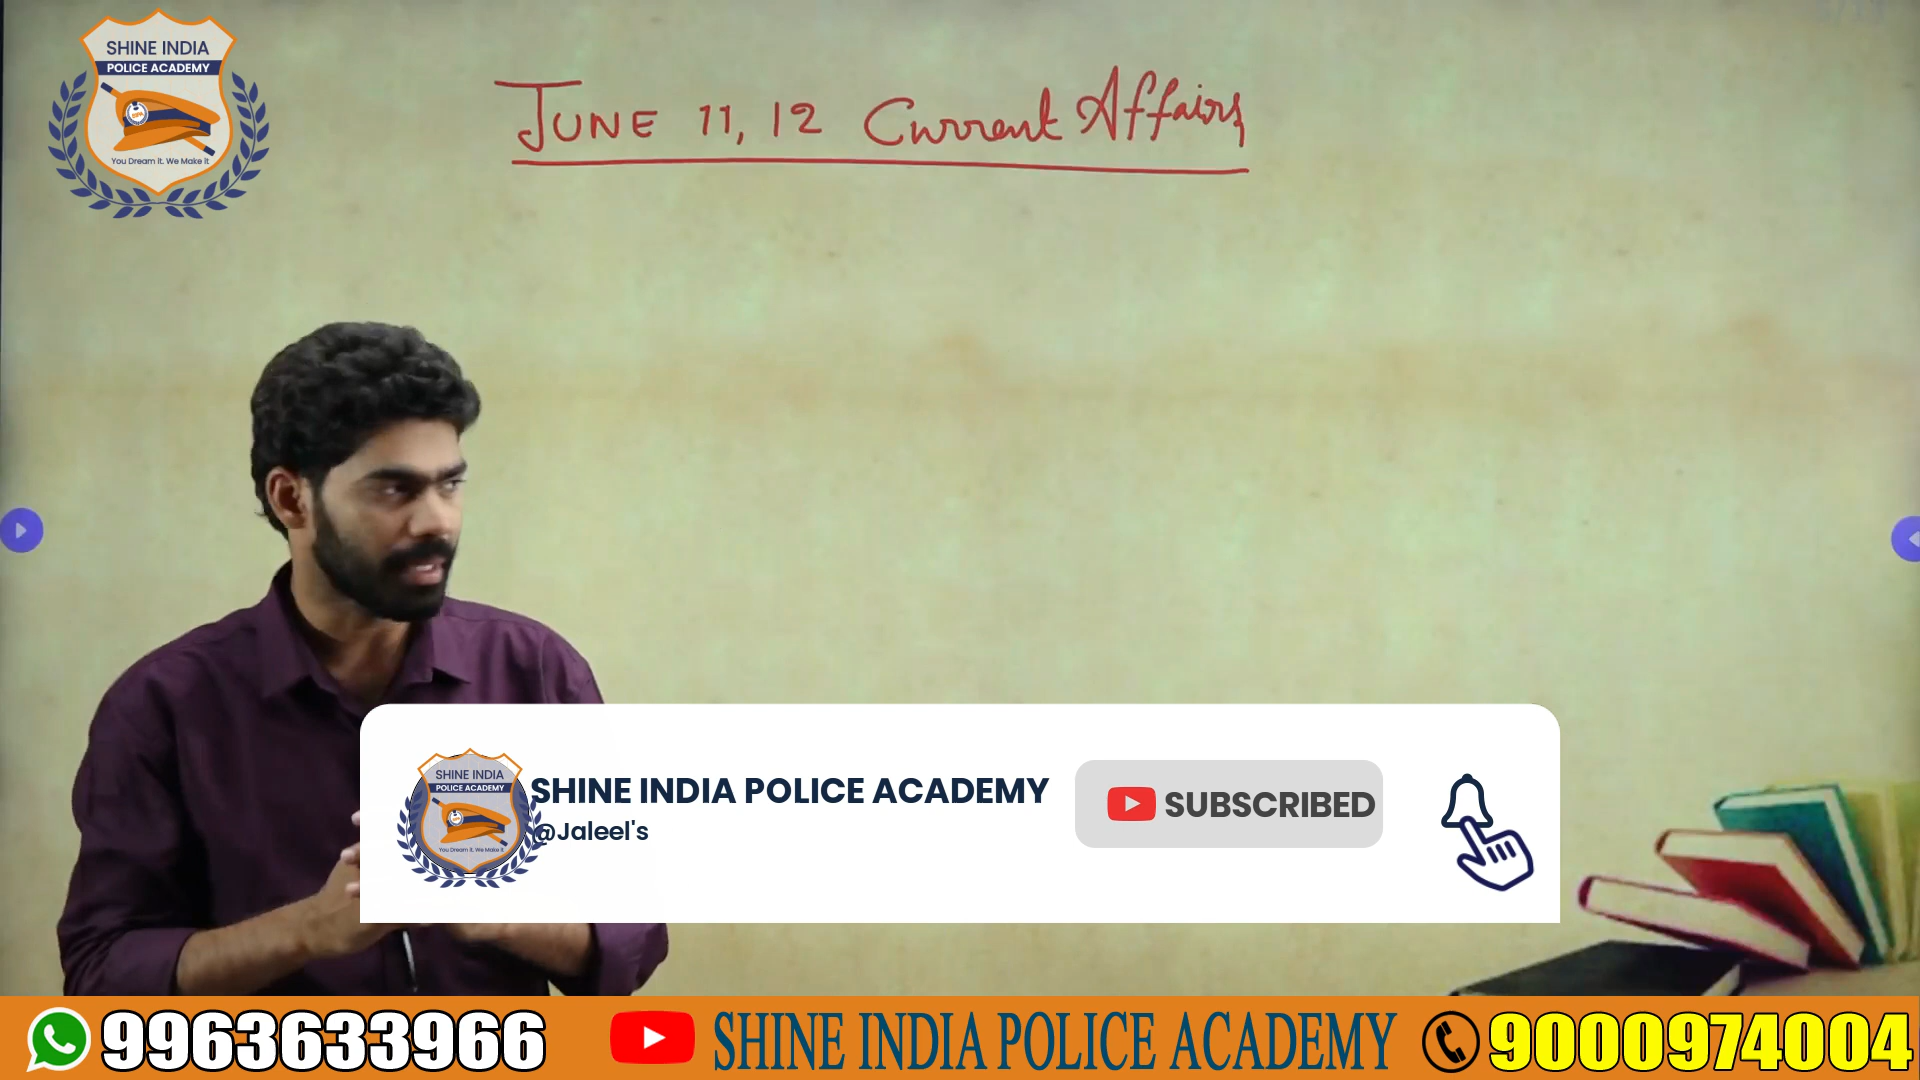 SHINE INDIA
POLICE ACADEMY
You Dream It. We Make It
JUNE 11, 12 Current Affairs
SHINE INDIA
POLICE ACADEMY
You Dream It. We Make It
SHINE INDIA POLICE ACADEMY
@Jaleel's
SUBSCRIBED
9963633966
SHINE INDIA POLICE ACADEMY
9000974004